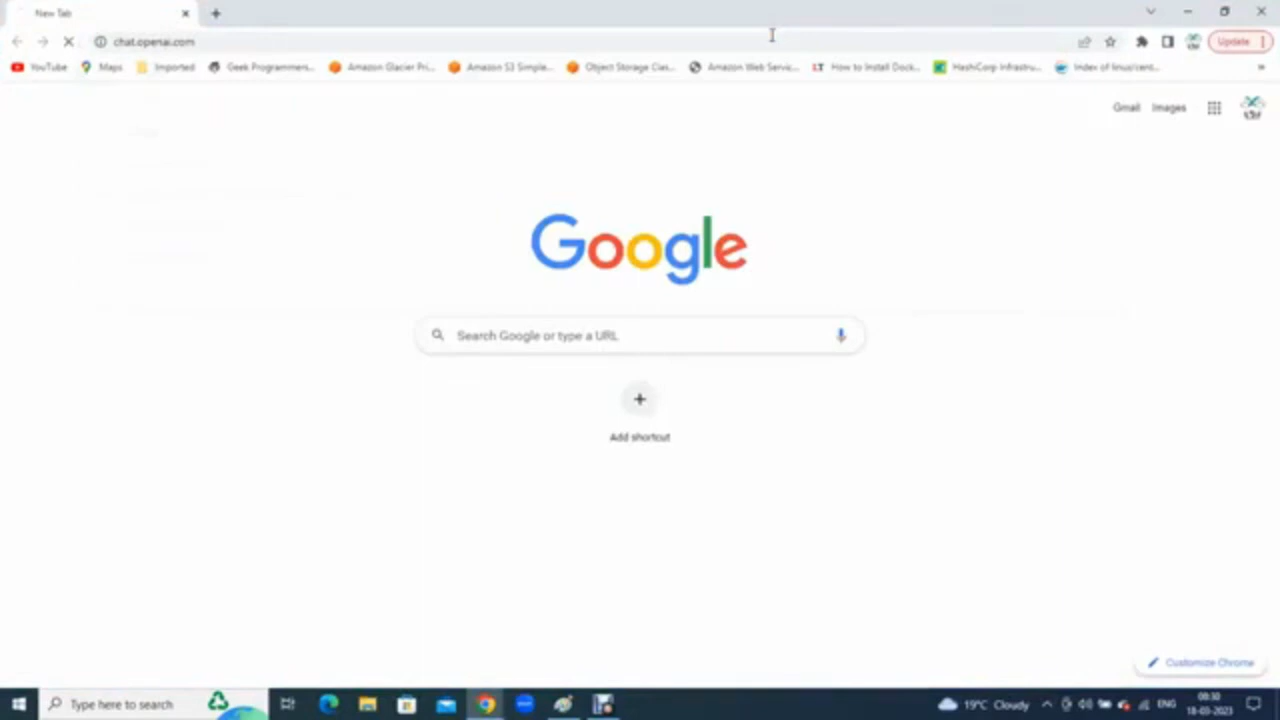 New Tab
chat.openai.com
Update
YouTube
Maps
Imported
Geek Programmers...
Amazon Glacier Pri...
Amazon S3 Simple...
Object Storage Clas...
Amazon Web Servic...
LT How to Install Dock...
HashiCorp Infrastru...
Index of linux/cent...
»
Gmail Images
Google
Search Google or type a URL
Add shortcut
Customize Chrome
Type here to search
19°C Cloudy
ENG
08:30
18-03-2023